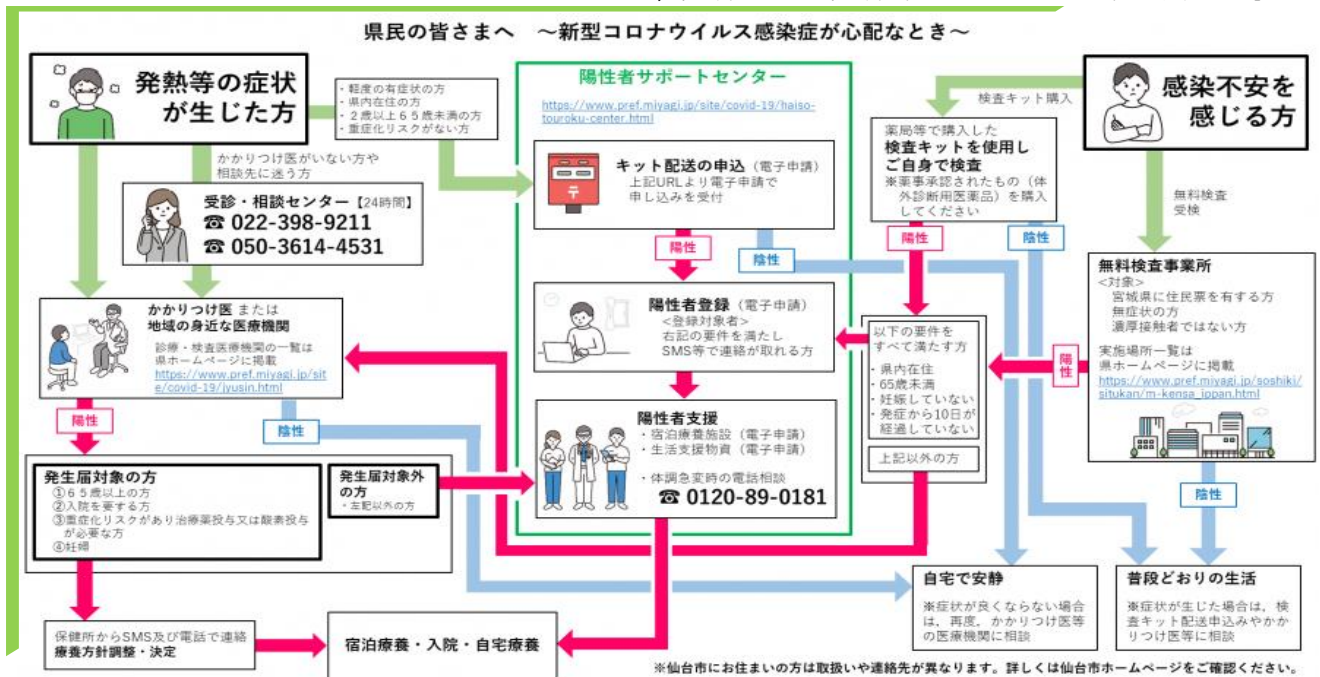 県民の皆さまへ ～新型コロナウイルス感染症が心配なとき～
発熱等の症状
が生じた方
・軽度の有症状の方
・県内在住の方
・２歳以上６５歳未満の方
・重症化リスクがない方
かかりつけ医がいない方や
相談先に迷う方
受診・相談センター【24時間】
☎ 022-398-9211
☎ 050-3614-4531
かかりつけ医 または
地域の身近な医療機関
診療・検査医療機関の一覧は
県ホームページに掲載
https://www.pref.miyagi.jp/sit
e/covid-19/jyusin.html
陽性
陰性
発生届対象の方
①６５歳以上の方
②入院を要する方
③重症化リスクがあり治療薬投与又は酸素投与
が必要な方
④妊婦
発生届対象外
の方
・左記以外の方
保健所からSMS及び電話で連絡
療養方針調整・決定
宿泊療養・入院・自宅療養
陽性者サポートセンター
https://www.pref.miyagi.jp/site/covid-19/haiso-
touroku-center.html
キット配送の申込（電子申請）
上記URLより電子申請で
申し込みを受付
陽性
陰性
陽性者登録（電子申請）
<登録対象者>
右記の要件を満たし
SMS等で連絡が取れる方
陽性者支援
・宿泊療養施設（電子申請）
・生活支援物資（電子申請）
・体調急変時の電話相談
☎ 0120-89-0181
感染不安を
感じる方
検査キット購入
薬局等で購入した
検査キットを使用し
ご自身で検査
※薬事承認されたもの（体
外診断用医薬品）を購入
してください
陽性
陰性
無料検査
受検
無料検査事業所
<対象>
宮城県に住民票を有する方
無症状の方
濃厚接触者ではない方
実施場所一覧は
県ホームページに掲載
https://www.pref.miyagi.jp/soshiki/
situkan/m-kensa_ippan.html
陽性
陰性
以下の要件を
すべて満たす方
・県内在住
・65歳未満
・妊娠していない
・発症から10日が
経過していない
上記以外の方
自宅で安静
※症状が良くならない場合
は、再度、かかりつけ医等
の医療機関に相談
普段どおりの生活
※症状が生じた場合は、検
査キット配送申込みやかか
りつけ医等に相談
※仙台市にお住まいの方は取扱いや連絡先が異なります。詳しくは仙台市ホームページをご確認ください。